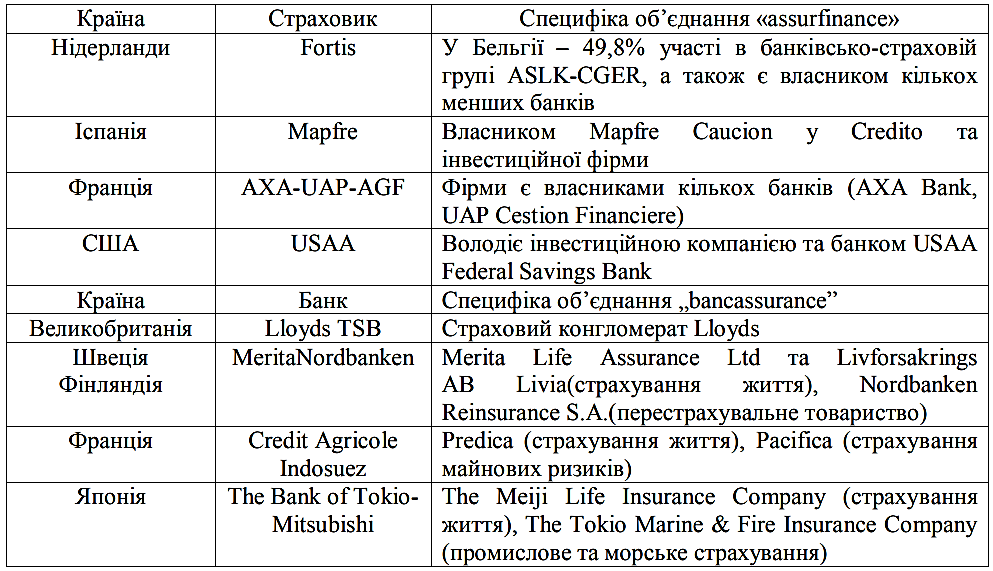 Країна Страховик Специфіка об’єднання «assurfinance»
Нідерланди Fortis У Бельгії – 49,8% участі в банківсько-страховій
групі ASLK-CGER, а також є власником кількох
менших банків
Іспанія Mapfre Власником Mapfre Caucion у Credito та
інвестиційної фірми
Франція AXA-UAP-AGF Фірми є власниками кількох банків (AXA Bank,
UAP Cestion Financiere)
США USAA Володіє інвестиційною компанією та банком USAA
Federal Savings Bank
Країна Банк Специфіка об’єднання „bancassurance”
Великобританія Lloyds TSB Страховий конгломерат Lloyds
Швеція MeritaNordbanken Merita Life Assurance Ltd та Livforsakrings
Фінляндія AB Livia(страхування життя), Nordbanken
Reinsurance S.A.(перестрахувальне товариство)
Франція Credit Agricole Predica (страхування життя), Pacifica (страхування
Indosuez майнових ризиків)
Японія The Bank of Tokio- The Meiji Life Insurance Company (страхування
Mitsubishi життя), The Tokio Marine & Fire Insurance Company
(промислове та морське страхування)